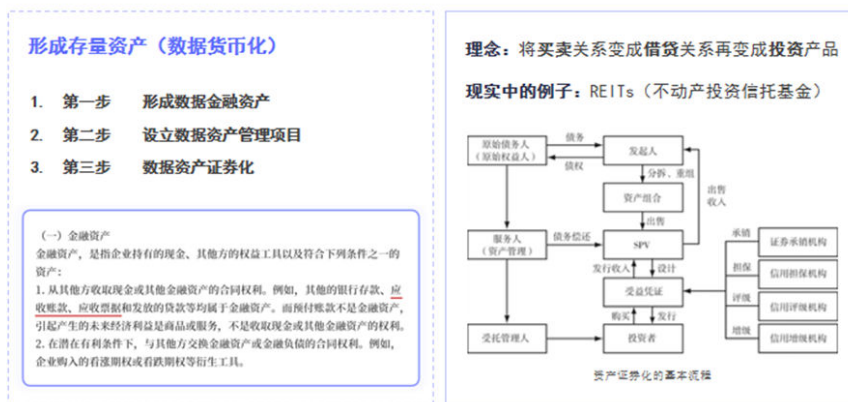 形成存量资产（数据货币化）
1. 第一步 形成数据金融资产
2. 第二步 设立数据资产管理项目
3. 第三步 数据资产证券化
（一）金融资产
金融资产，是指企业持有的现金、其他方的权益工具以及符合下列条件之一的
资产：
1. 从其他方收取现金或其他金融资产的合同权利。例如，其他的银行存款、应
收账款、应收票据和发放的贷款等均属于金融资产。而预付账款不是金融资产，
引起产生的未来经济利益是商品或服务，不是收取现金或其他金融资产的权利。
2. 在潜在有利条件下，与其他方交换金融资产或金融负债的合同权利。例如，
企业购入的看涨期权或看跌期权等衍生工具。
理念：将买卖关系变成借贷关系再变成投资产品
现实中的例子：REITs（不动产投资信托基金）
原始债务人
（原始权益人）
债务
债权
发起人
分拆、重组
资产组合
出售
收入
出售
服务人
（资产管理）
债务偿还
SPV
发行收入
设计
受益凭证
购买
发行
受托管理人
投资者
承销
证券承销机构
担保
信用担保机构
评级
信用评级机构
增级
信用增级机构
资产证券化的基本流程